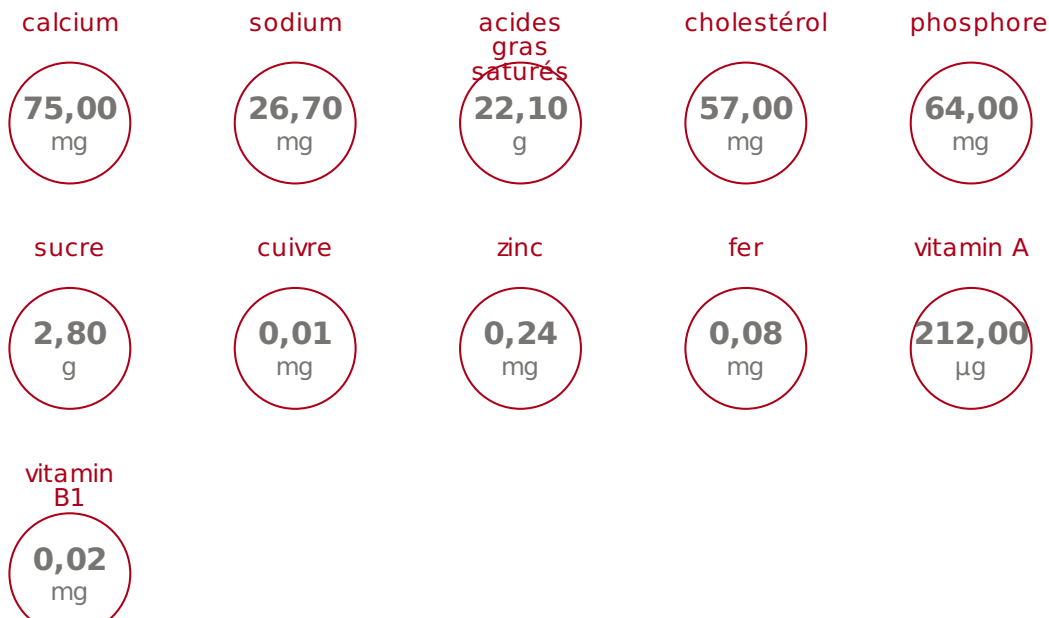 calcium
75,00
mg
sodium
26,70
mg
acides
gras
saturés
22,10
g
cholestérol
57,00
mg
phosphore
64,00
mg
sucre
2,80
g
cuivre
0,01
mg
zinc
0,24
mg
fer
0,08
mg
vitamin A
212,00
µg
vitamin
B1
0,02
mg